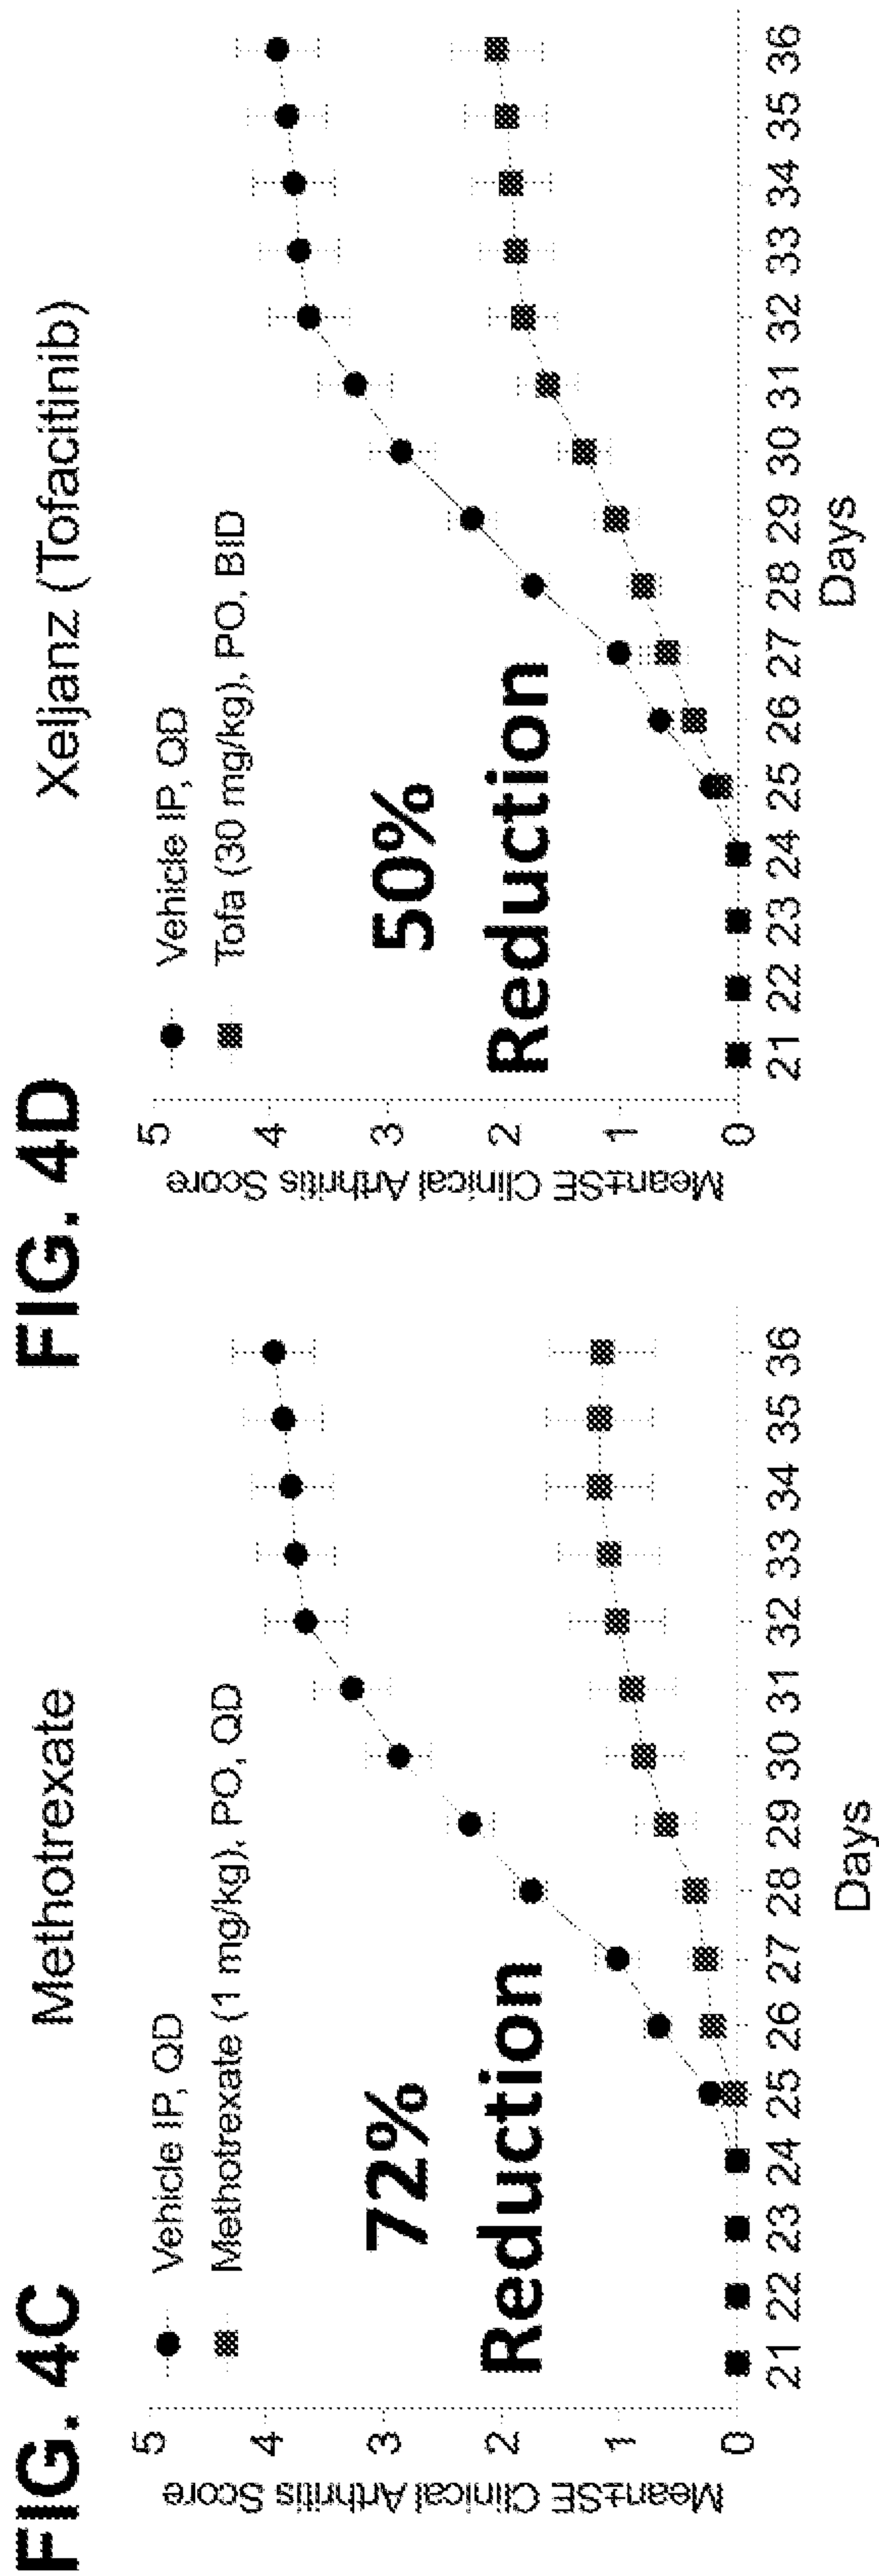 FIG. 4C
Methotrexate
Vehicle IP, QD
Methotrexate (1 mg/kg), PO, QD
72%
Reduction
Mean±SE Clinical Arthritis Score
5
4
3
2
1
0
21 22 23 24 25 26 27 28 29 30 31 32 33 34 35 36
Days
FIG. 4D
Xeljanz (Tofacitinib)
Vehicle IP, QD
Tofa (30 mg/kg), PO, BID
50%
Reduction
Mean±SE Clinical Arthritis Score
5
4
3
2
1
0
21 22 23 24 25 26 27 28 29 30 31 32 33 34 35 36
Days